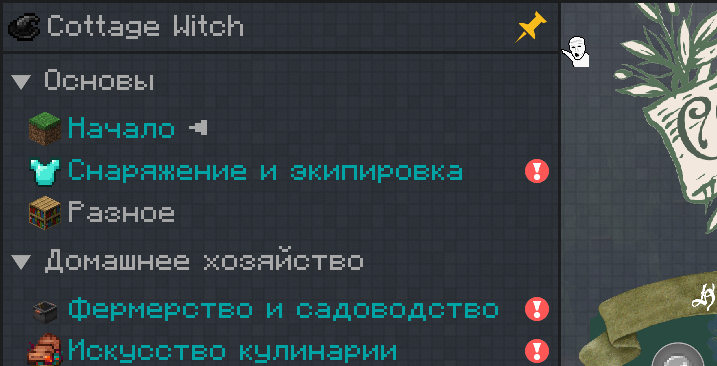 Cottage Witch
Основы
Начало
Снаряжение и экипировка
Разное
Домашнее хозяйство
Фермерство и садоводство
Искусство кулинарии